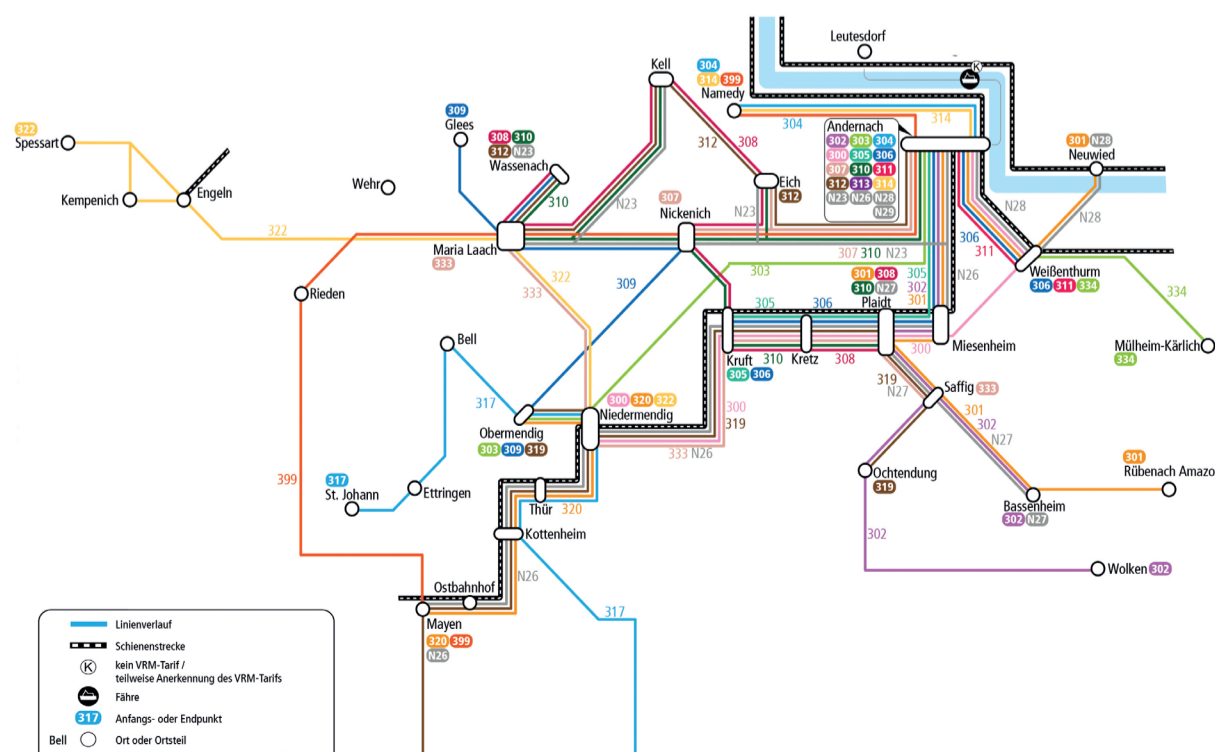 Leutesdorf
K
Kell
304
314 399
Namedy
304
314
309
Glees
308 310
312 N23
Wassenach
310
322
Spessart
Kempenich
Engeln
322
Wehr
312
308
N23
Eich
312
N23
307
Nickenich
Andernach
302 303 304
300 305 306
307 310 311
312 313 314
N23 N26 N28
N29
301 N28
Neuwied
N28
N28
306
311
Weißenthurm
306 311 334
334
Mülheim-Kärlich
334
Maria Laach
333
322
333
309
303
307 310 N23
305
302
301
N26
301 308
310 N27
Plaidt
305
306
Rieden
Bell
317
Kruft
305 306
310
Kretz
308
300
Miesenheim
319
N27
Saffig 333
301
302
N27
300 320 322
Niedermendig
Obermendig
303 309 319
300
319
333 N26
399
317
St. Johann
Ettringen
Thür
320
Kottenheim
Ochtendung
319
301
Rübenach Amazo
Bassenheim
302 N27
302
Wolken 302
Ostbahnhof
N26
317
Mayen
320 399
N26
Linienverlauf
Schienenstrecke
K
kein VRM-Tarif /
teilweise Anerkennung des VRM-Tarifs
Fähre
317 Anfangs- oder Endpunkt
Bell Ort oder Ortsteil